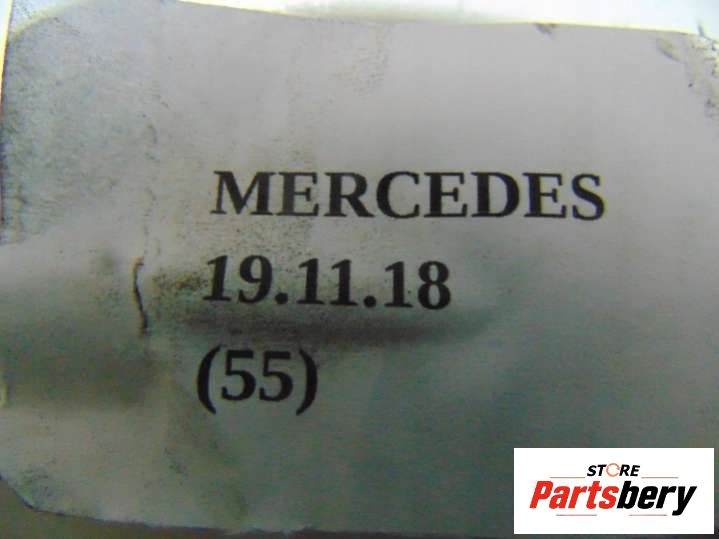 MERCEDES
19.11.18
(55)
STORE
Partsbery